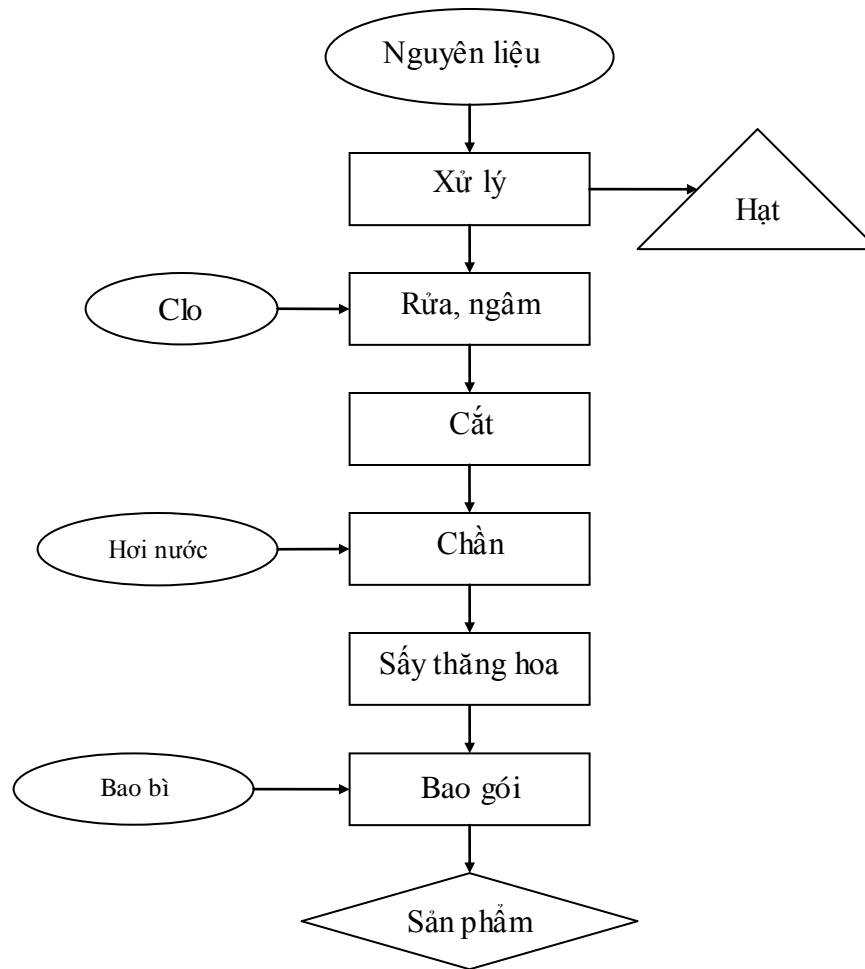 Nguyên liệu
Xử lý
Hạt
Clo
Rửa, ngâm
Cắt
Hơi nước
Chần
Sấy thăng hoa
Bao bì
Bao gói
Sản phẩm